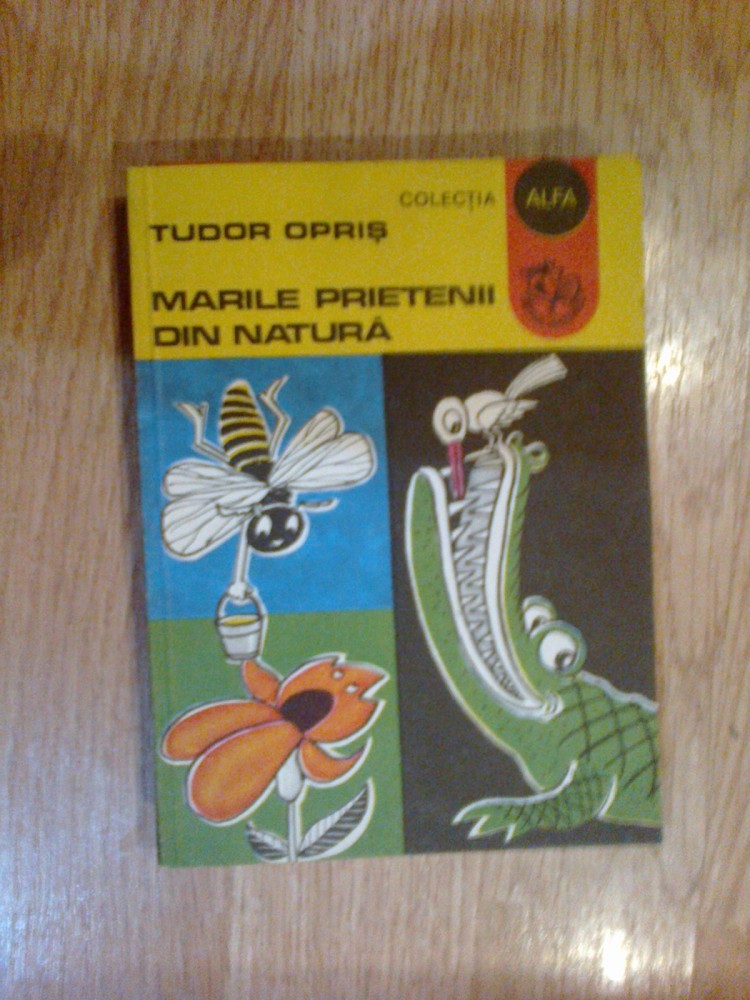 COLECȚIA
ALFA
TUDOR OPRIȘ
MARILE PRIETENII
DIN NATURĂ